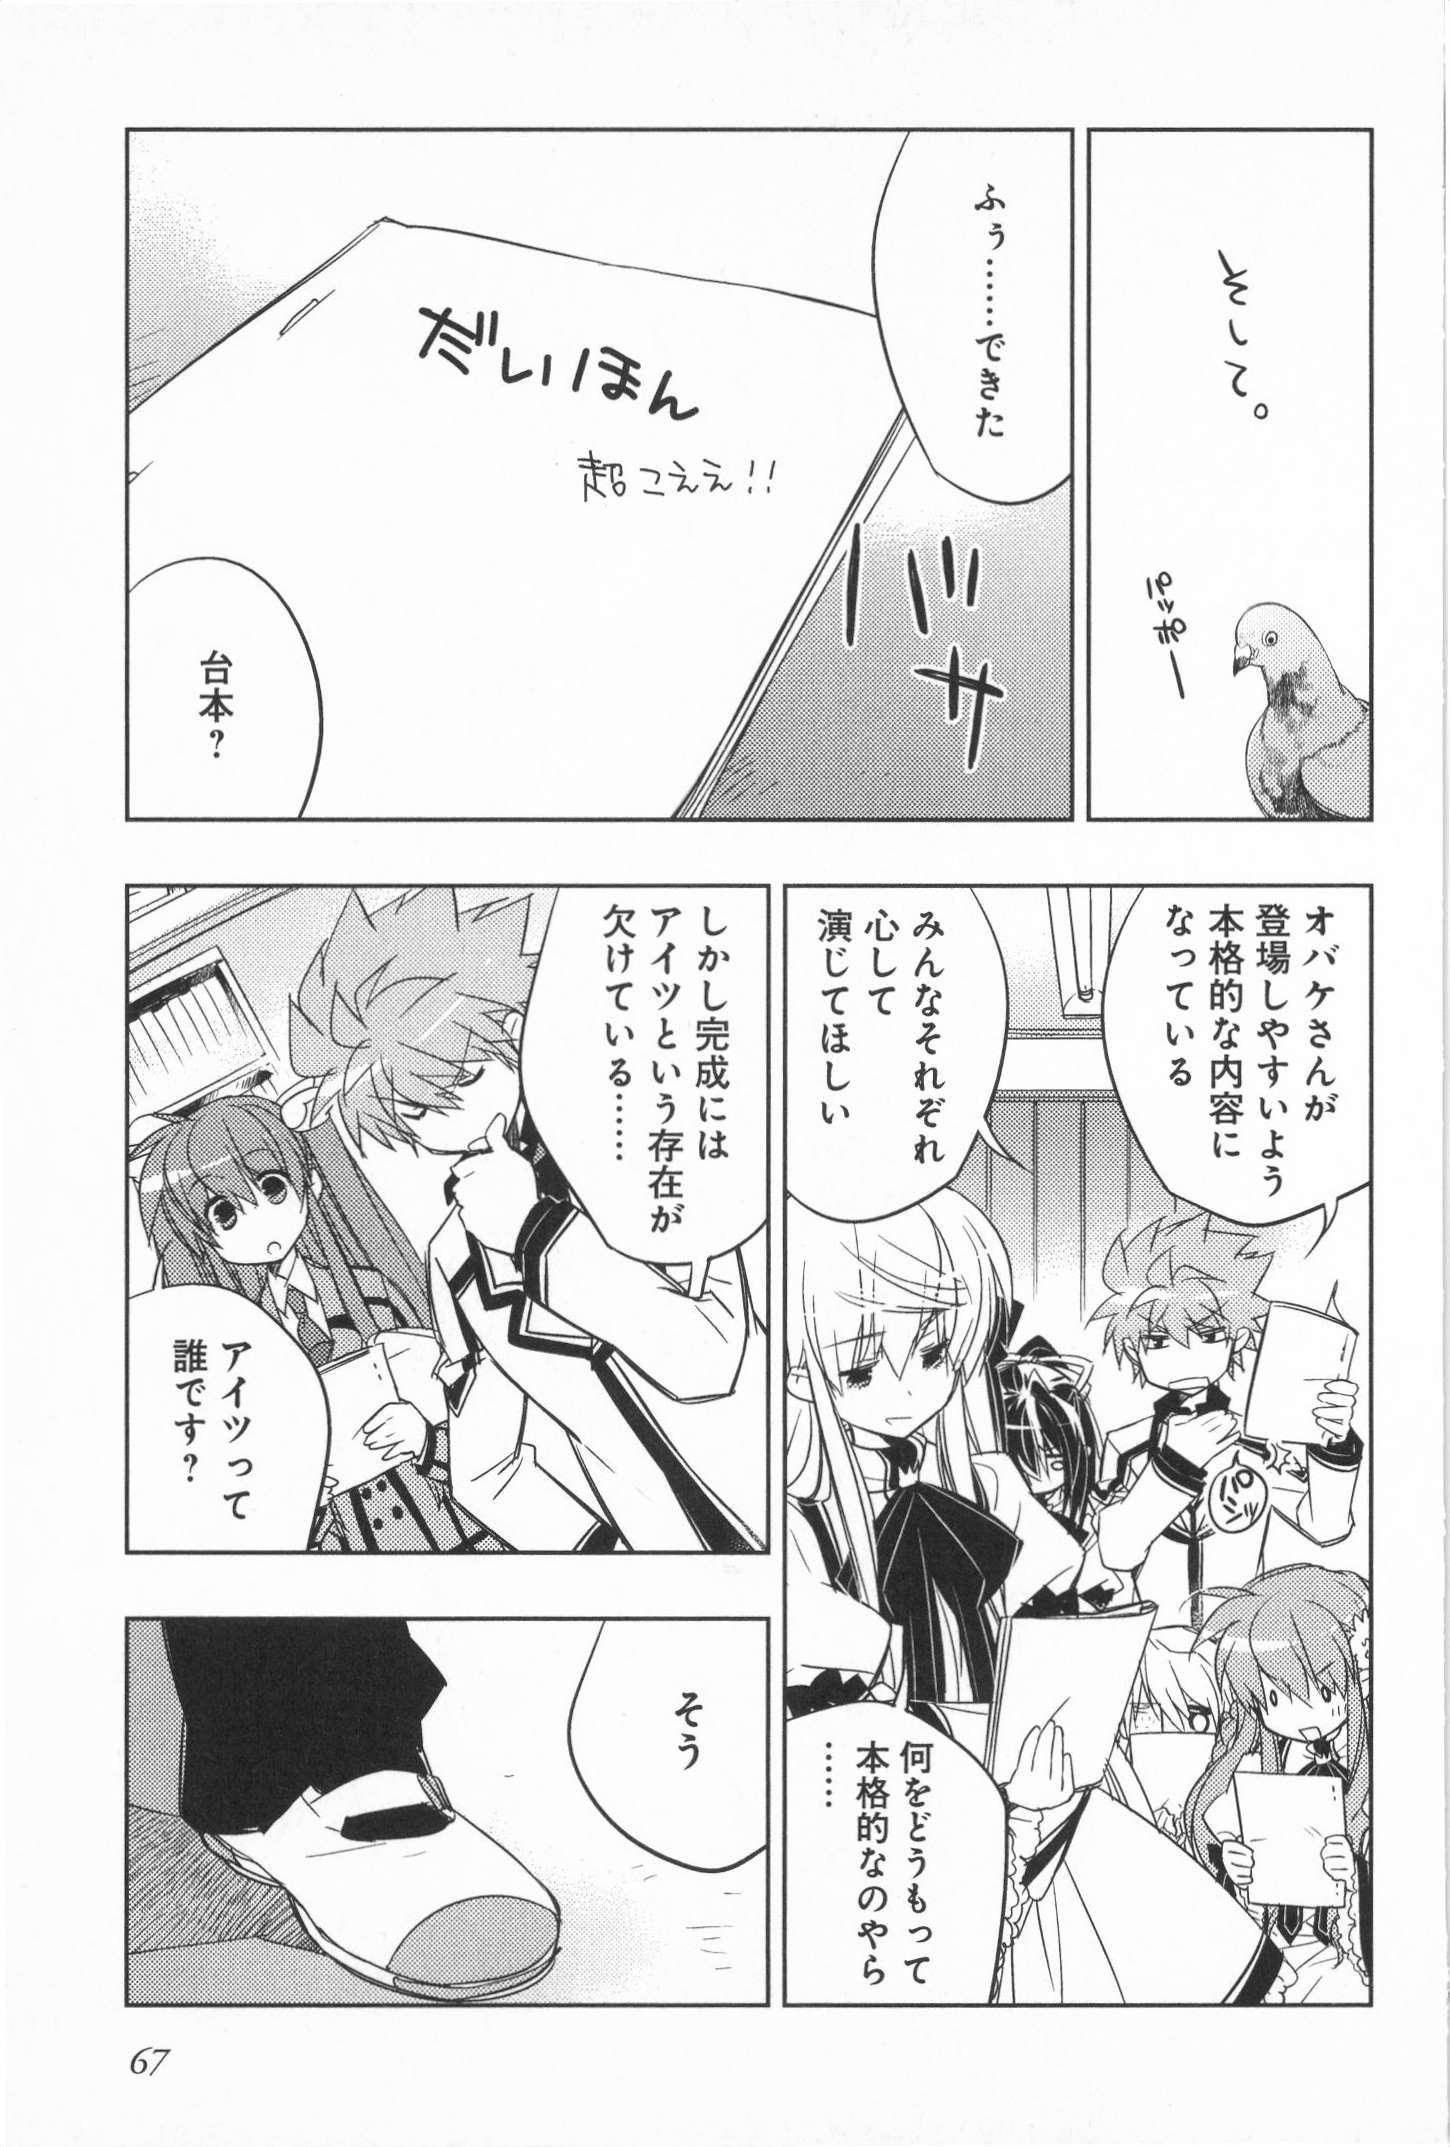 そして。
パッポー
ふぅ……できた
だいほん
超こええ!!
バサ
台本?
オバケさんが
登場しやすいよう
本格的な内容に
なっている
みんなそれぞれ
心して
演じてほしい
パシッ
何をどうもって
本格的なのやら
……
しかし完成には
アイツという存在が
欠けている……
アイツって
誰です?
そう
67